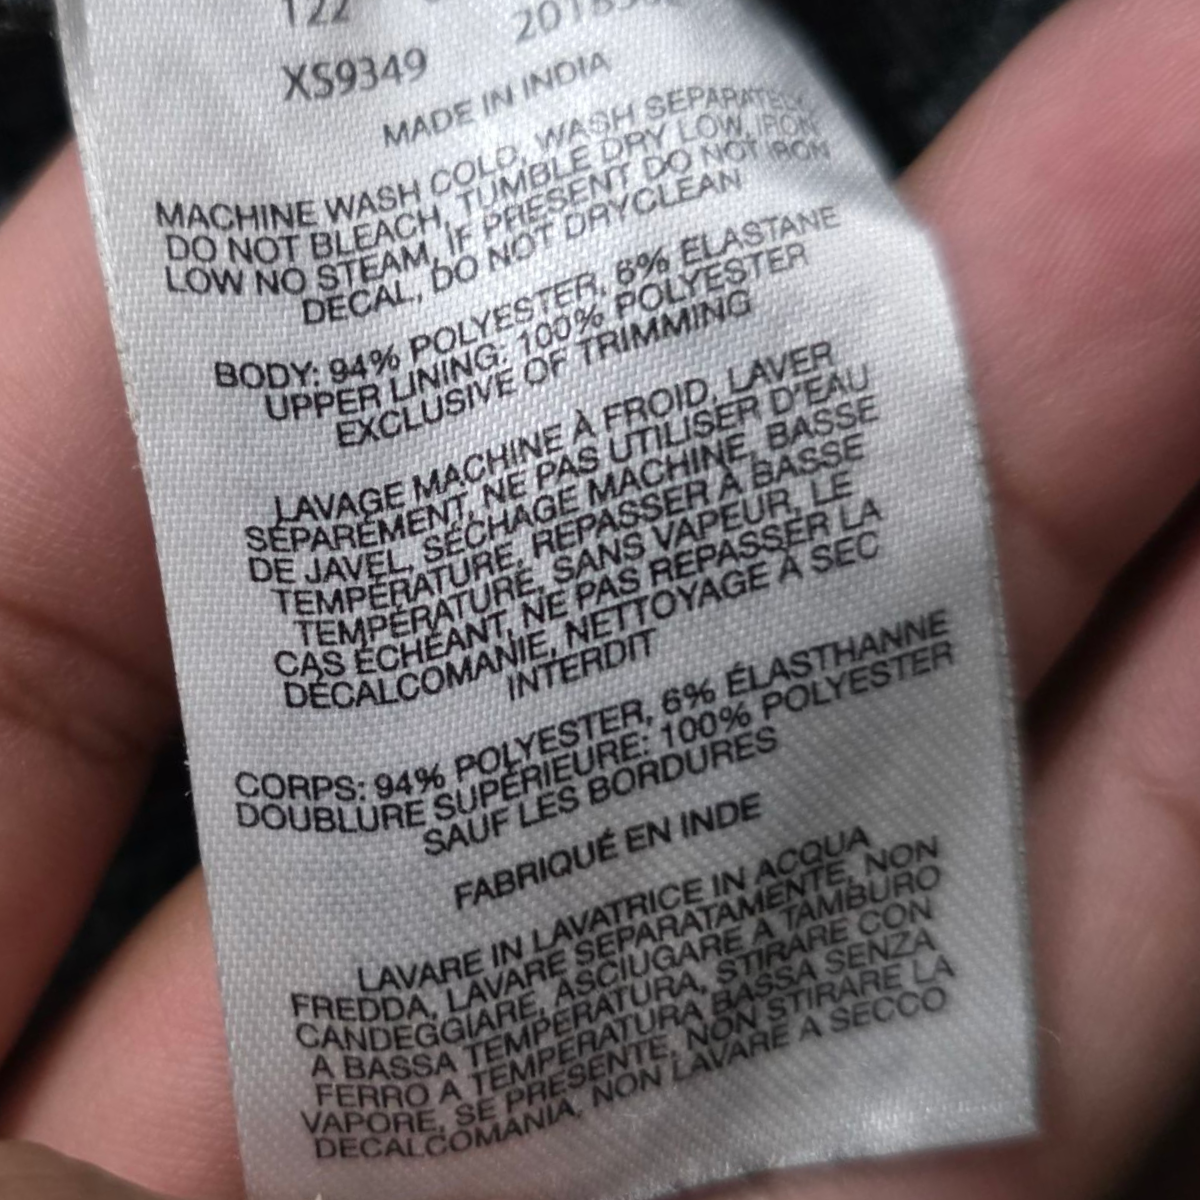 122
XS9349
MADE IN INDIA
MACHINE WASH COLD, WASH SEPARATELY,
DO NOT BLEACH, TUMBLE DRY LOW, IRON
LOW NO STEAM, IF PRESENT DO NOT IRON
DECAL, DO NOT DRYCLEAN
BODY: 94% POLYESTER, 6% ELASTANE
UPPER LINING: 100% POLYESTER
EXCLUSIVE OF TRIMMING
LAVAGE MACHINE À FROID, LAVER
SÉPARÉMENT, NE PAS UTILISER D'EAU
DE JAVEL, SÉCHAGE MACHINE, BASSE
TEMPÉRATURE, REPASSER À BASSE
TEMPÉRATURE, SANS VAPEUR, LE
CAS ÉCHÉANT, NE PAS REPASSER LA
DÉCALCOMANIE, NETTOYAGE À SEC
INTERDIT
CORPS: 94% POLYESTER, 6% ÉLASTHANNE
DOUBLURE SUPÉRIEURE: 100% POLYESTER
SAUF LES BORDURES
FABRIQUÉ EN INDE
LAVARE IN LAVATRICE IN ACQUA
FREDDA, LAVARE SEPARATAMENTE, NON
CANDEGGIARE, ASCIUGARE A TAMBURO
A BASSA TEMPERATURA, STIRARE CON
FERRO A TEMPERATURA BASSA SENZA
VAPORE, SE PRESENTE, NON STIRARE LA
DECALCOMANIA, NON LAVARE A SECCO